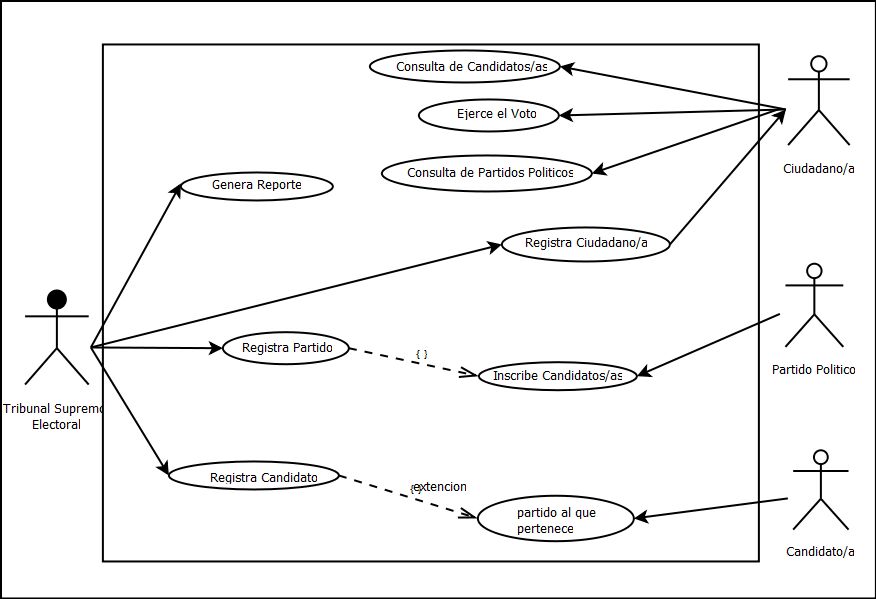 Consulta de Candidatos/as
Ejerce el Voto
Ciudadano/a
Consulta de Partidos Politicos
Genera Reporte
Registra Ciudadano/a
Registra Partido
{ }
Inscribe Candidatos/as
Partido Politico
Tribunal Supremo
Electoral
Registra Candidato
{ }
extencion
partido al que
pertenece
Candidato/a